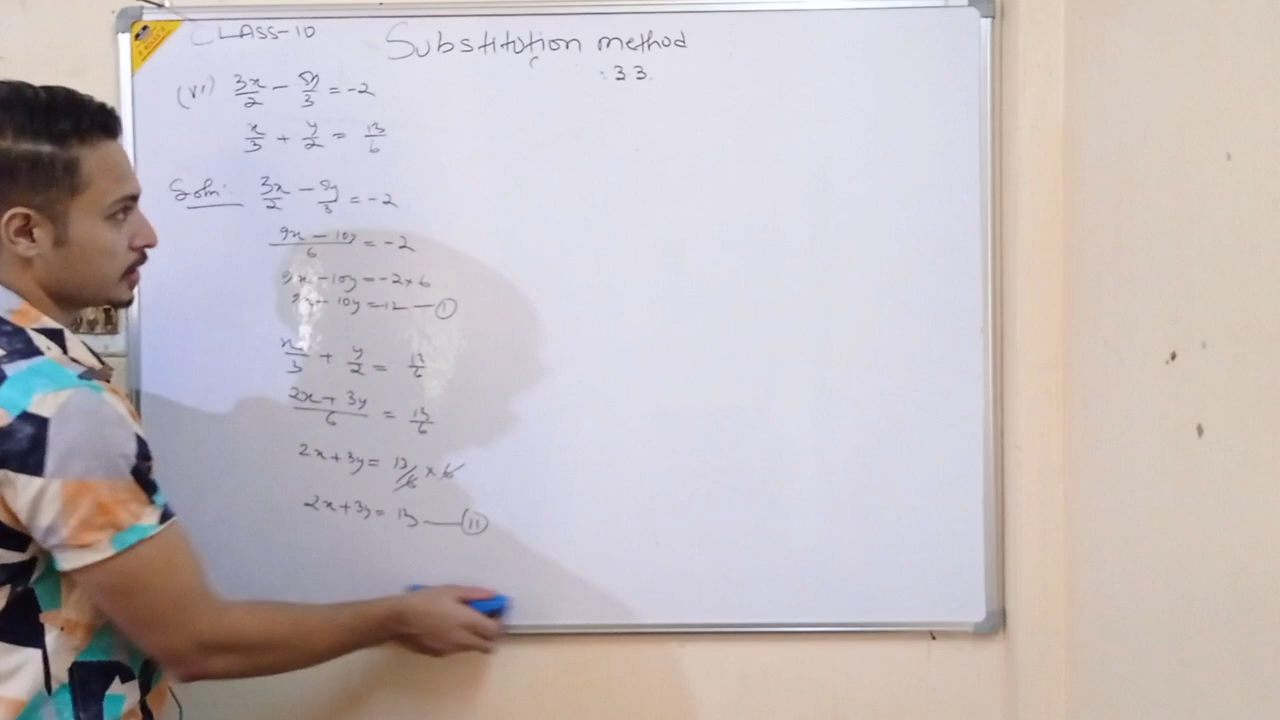 CLASS-10
Substitution method
:3.3.
(vi) 3x/2 - 5y/3 = -2
x/3 + y/2 = 13/6
Soln: 3x/2 - 5y/3 = -2
9x - 10y/6 = -2
9x - 10y = -2×6
9x - 10y = -12 — (I)
x/3 + y/2 = 13/6
2x + 3y/6 = 13/6
2x + 3y = 13/6 × 6
2x + 3y = 13 — (II)